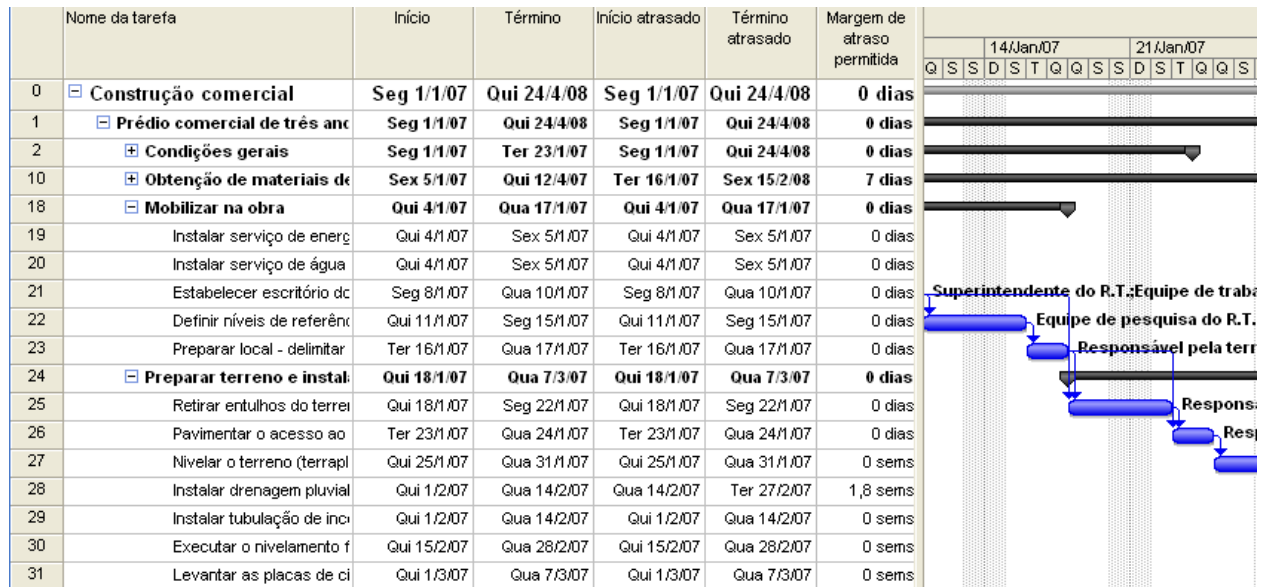 Nome da tarefa Início Término Início atrasado Término atrasado Margem de atraso permitida
14/Jan/07 21/Jan/07
Q S S D S T Q Q S S D S T Q Q S
0 Construção comercial Seg 1/1/07 Qui 24/4/08 Seg 1/1/07 Qui 24/4/08 0 dias
1 Prédio comercial de três and Seg 1/1/07 Qui 24/4/08 Seg 1/1/07 Qui 24/4/08 0 dias
2 Condições gerais Seg 1/1/07 Ter 23/1/07 Seg 1/1/07 Qui 24/4/08 0 dias
10 Obtenção de materiais de Sex 5/1/07 Qui 12/4/07 Ter 16/1/07 Sex 15/2/08 7 dias
18 Mobilizar na obra Qui 4/1/07 Qua 17/1/07 Qui 4/1/07 Qua 17/1/07 0 dias
19 Instalar serviço de energ Qui 4/1/07 Sex 5/1/07 Qui 4/1/07 Sex 5/1/07 0 dias
20 Instalar serviço de água Qui 4/1/07 Sex 5/1/07 Qui 4/1/07 Sex 5/1/07 0 dias
21 Estabelecer escritório do Seg 8/1/07 Qua 10/1/07 Seg 8/1/07 Qua 10/1/07 0 dias Superintendente do R.T.;Equipe de traba
22 Definir níveis de referênc Qui 11/1/07 Seg 15/1/07 Qui 11/1/07 Seg 15/1/07 0 dias Equipe de pesquisa do R.T.
23 Preparar local - delimitar Ter 16/1/07 Qua 17/1/07 Ter 16/1/07 Qua 17/1/07 0 dias Responsável pela terr
24 Preparar terreno e instal Qui 18/1/07 Qua 7/3/07 Qui 18/1/07 Qua 7/3/07 0 dias
25 Retirar entulhos do terrei Qui 18/1/07 Seg 22/1/07 Qui 18/1/07 Seg 22/1/07 0 dias Respons
26 Pavimentar o acesso ao Ter 23/1/07 Qua 24/1/07 Ter 23/1/07 Qua 24/1/07 0 dias Resp
27 Nivelar o terreno (terrapl Qui 25/1/07 Qua 31/1/07 Qui 25/1/07 Qua 31/1/07 0 sems
28 Instalar drenagem pluvial Qui 1/2/07 Qua 14/2/07 Qua 14/2/07 Ter 27/2/07 1,8 sems
29 Instalar tubulação de inc Qui 1/2/07 Qua 14/2/07 Qui 1/2/07 Qua 14/2/07 0 sems
30 Executar o nivelamento f Qui 15/2/07 Qua 28/2/07 Qui 15/2/07 Qua 28/2/07 0 sems
31 Levantar as placas de ci Qui 1/3/07 Qua 7/3/07 Qui 1/3/07 Qua 7/3/07 0 sems